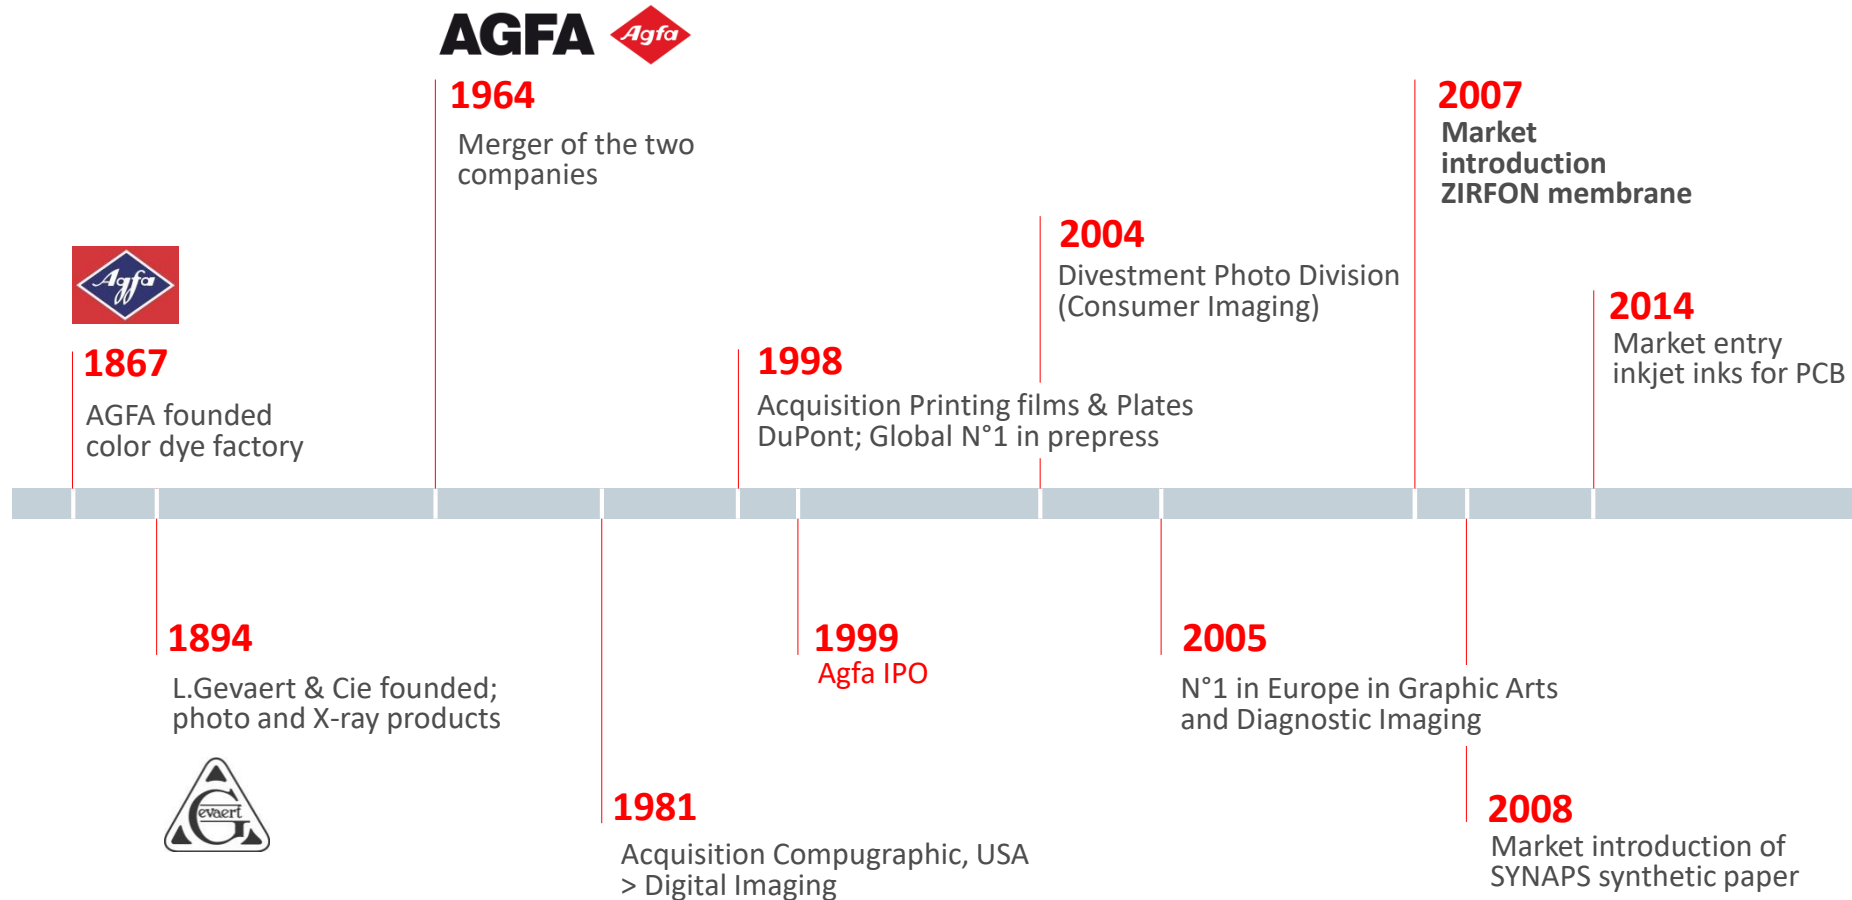 AGFA Agfa
1964
Merger of the two
companies
2007
Market
introduction
ZIRFON membrane
Agfa
1867
AGFA founded
color dye factory
1998
Acquisition Printing films & Plates
DuPont; Global N°1 in prepress
2004
Divestment Photo Division
(Consumer Imaging)
2014
Market entry
inkjet inks for PCB
1894
L.Gevaert & Cie founded;
photo and X-ray products
Gevaert
1981
Acquisition Compugraphic, USA
> Digital Imaging
1999
Agfa IPO
2005
N°1 in Europe in Graphic Arts
and Diagnostic Imaging
2008
Market introduction of
SYNAPS synthetic paper